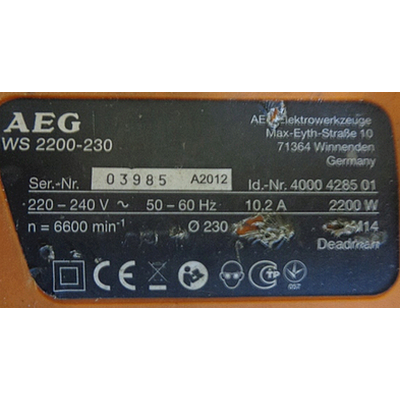 AEG
WS 2200-230
AEG Elektrowerkzeuge
Max-Eyth-Straße 10
71364 Winnenden
Germany
Ser.-Nr. 03985 A2012 Id.-Nr. 4000 4285 01
220 – 240 V ~ 50 – 60 Hz 10,2 A 2200 W
n = 6600 min⁻¹ Ø 230 M14
Deadman
CE